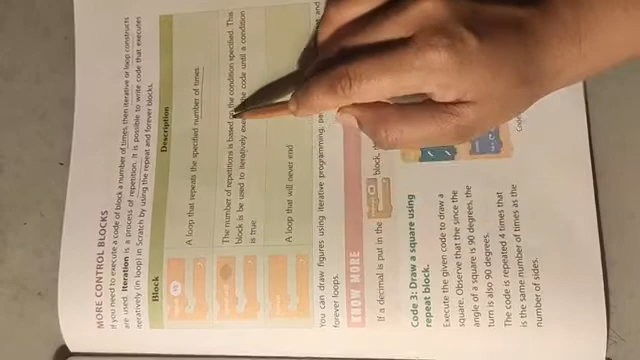 MORE CONTROL BLOCKS
If you need to execute a code of block a number of times, then iterative or loop constructs
are used. Iteration is a process of repetition. It is possible to write code that executes
iteratively (in loop) in Scratch by using the repeat and forever blocks.
Block Description
A loop that repeats the specified number of times.
The number of repetitions is based on the condition specified. This
block is be used to iteratively the code until a condition
is true.
A loop that will never end
You can draw figures using iterative programming, and
forever loops.
KNOW MORE
If a decimal is put in the block,
Code 3: Draw a square using
repeat block.
Execute the given code to draw a
square. Observe that the since the
angle of a square is 90 degrees, the
turn is also 90 degrees.
The code is repeated 4 times that
is the same number of times as the
number of sides.